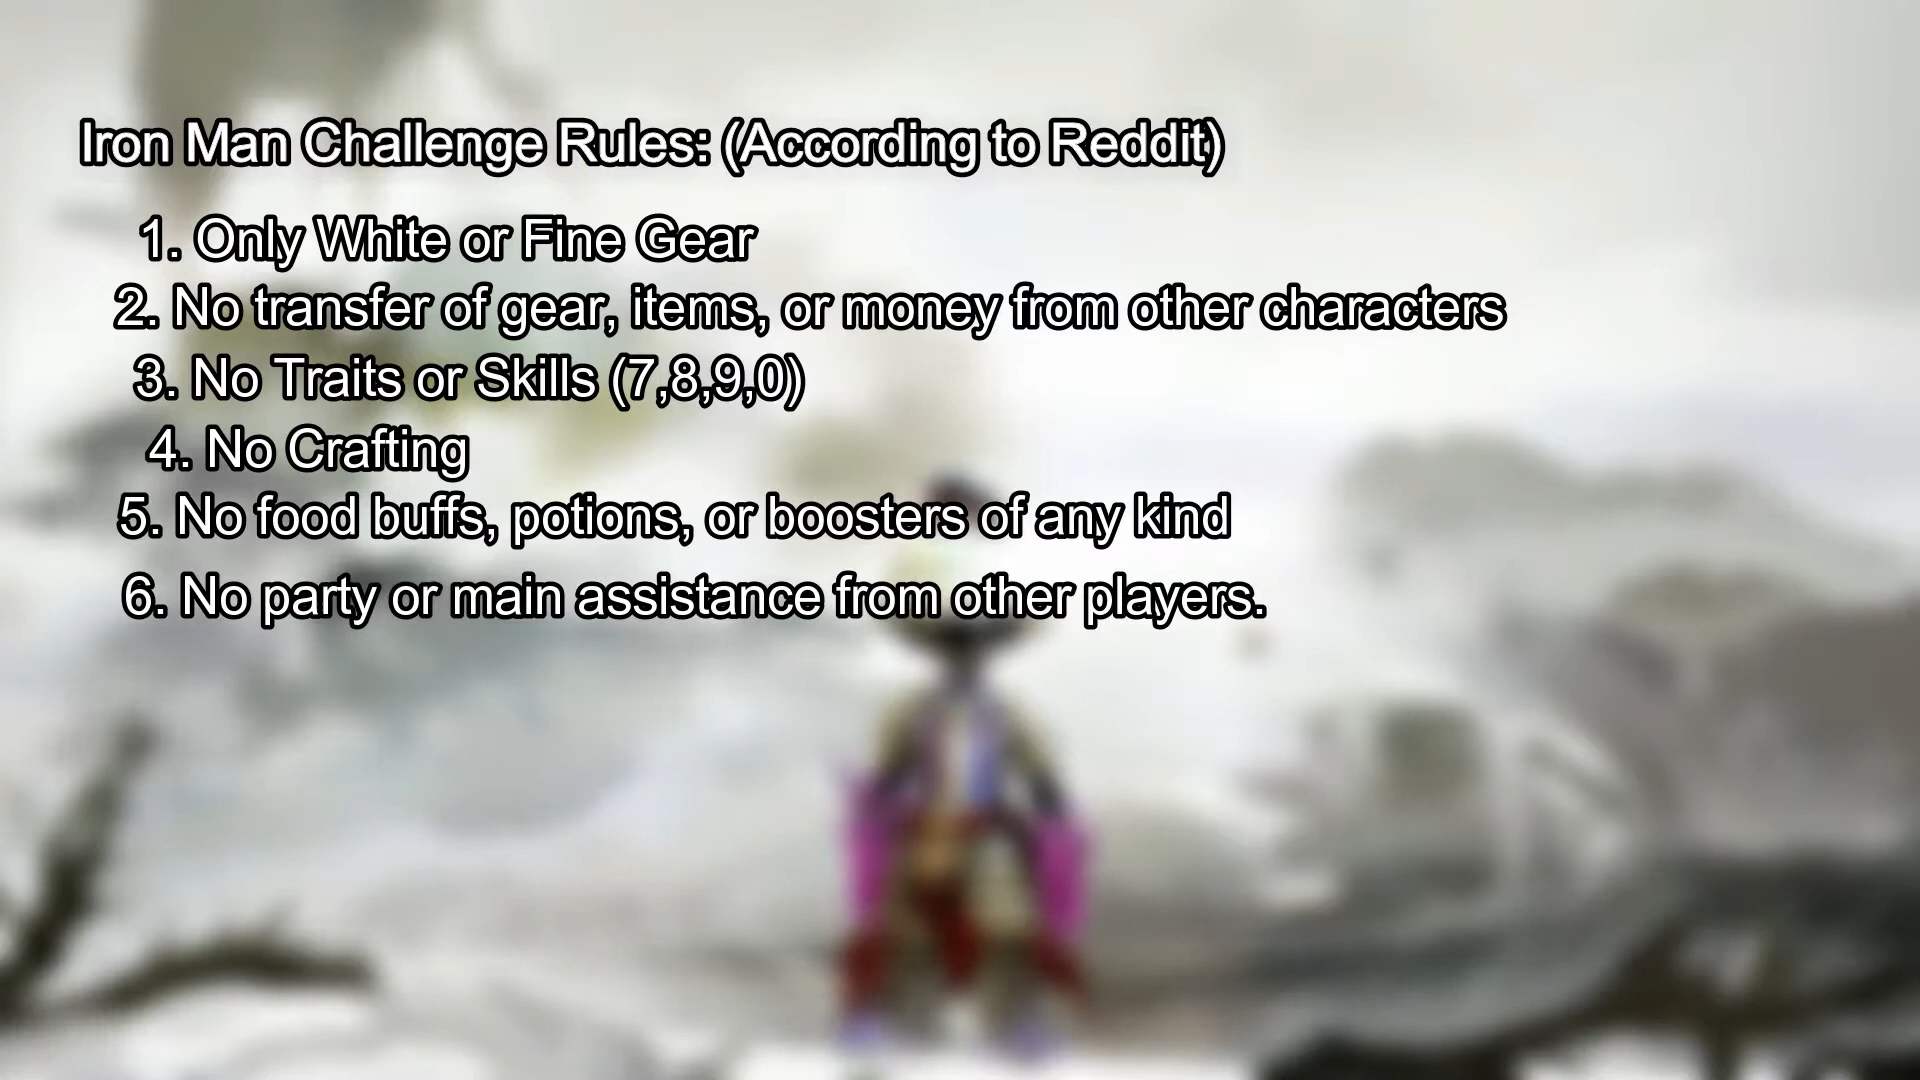 Iron Man Challenge Rules: (According to Reddit)
1. Only White or Fine Gear
2. No transfer of gear, items, or money from other characters
3. No Traits or Skills (7,8,9,0)
4. No Crafting
5. No food buffs, potions, or boosters of any kind
6. No party or main assistance from other players.